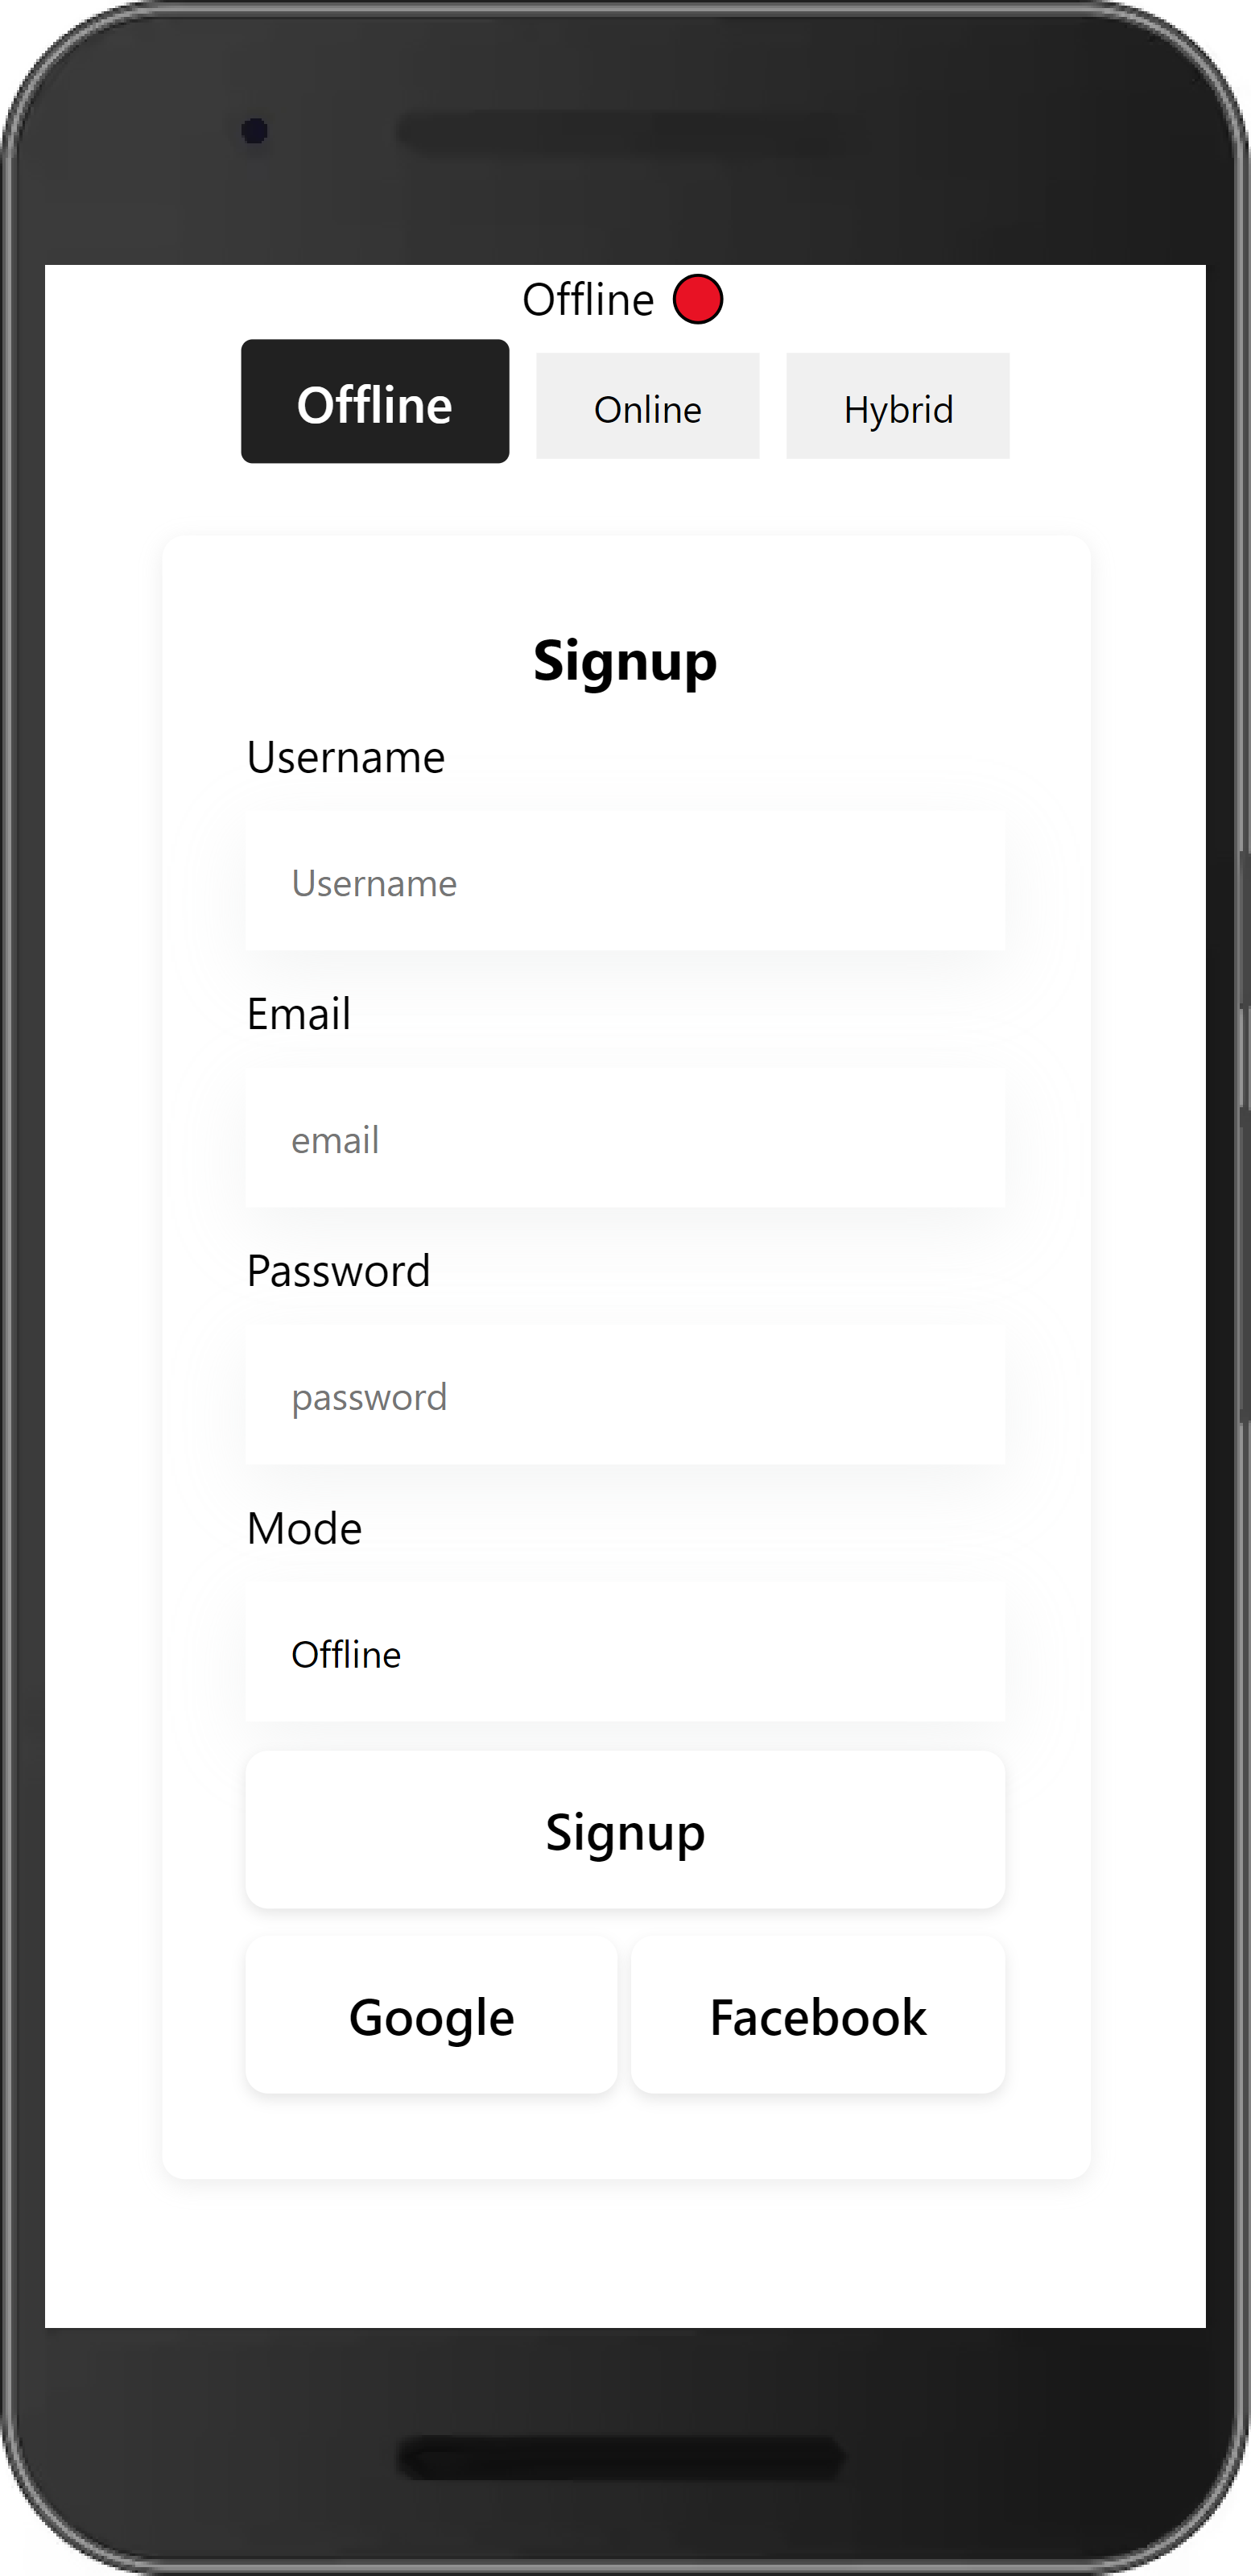 Offline
Offline Online Hybrid
Signup
Username
Username
Email
email
Password
password
Mode
Offline
Signup
Google Facebook